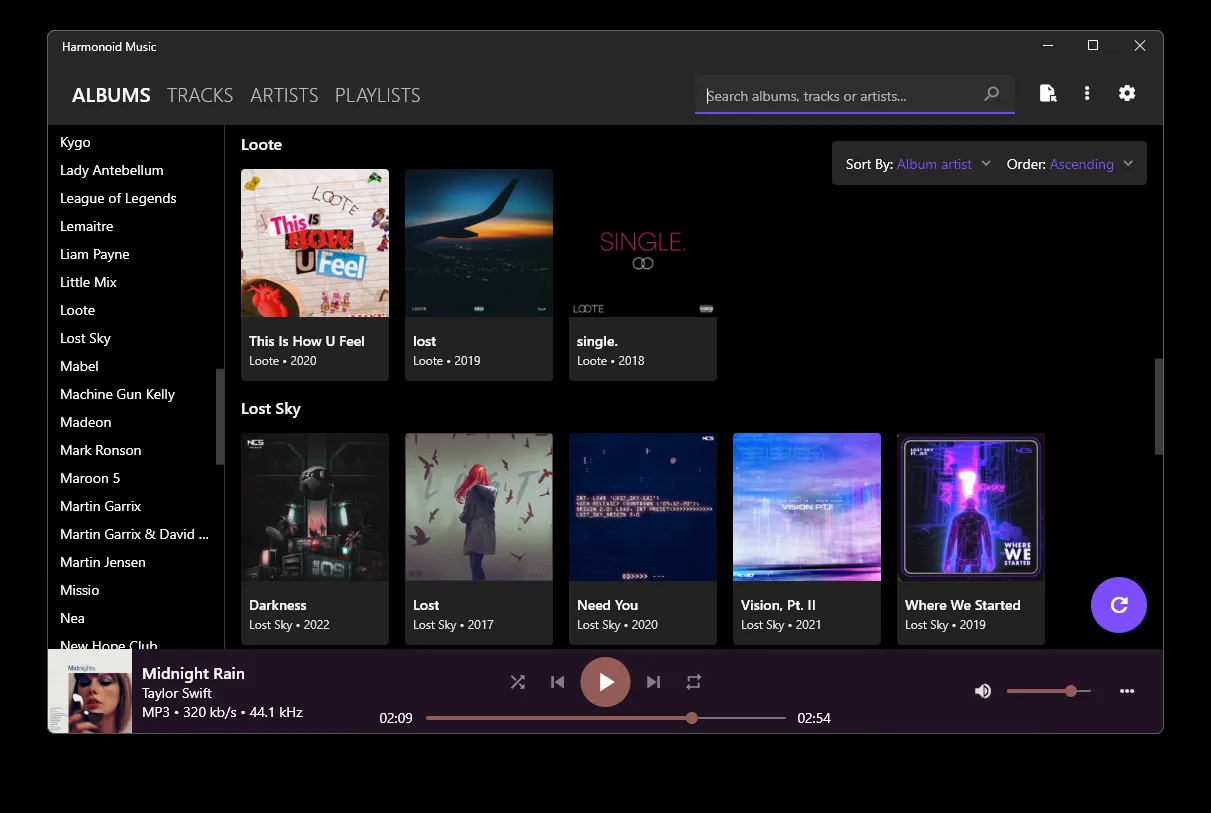 Harmonoid Music
ALBUMS TRACKS ARTISTS PLAYLISTS
Search albums, tracks or artists...
Kygo
Lady Antebellum
League of Legends
Lemaitre
Liam Payne
Little Mix
Loote
Lost Sky
Mabel
Machine Gun Kelly
Madeon
Mark Ronson
Maroon 5
Martin Garrix
Martin Garrix & David ...
Martin Jensen
Missio
Nea
New Hope Club
Loote
Sort By: Album artist Order: Ascending
LOOTE
This IS
HOW
U Feel
SINGLE.
LOOTE
This Is How U Feel
Loote • 2020
lost
Loote • 2019
single.
Loote • 2018
Lost Sky
NCS
LOST
NCS
VISION PT.II
LOST SKY
FT. JEX
NCS
WHERE
WE
STARTED
Darkness
Lost Sky • 2022
Lost
Lost Sky • 2017
Need You
Lost Sky • 2020
Vision, Pt. II
Lost Sky • 2021
Where We Started
Lost Sky • 2019
Midnights
Midnight Rain
Taylor Swift
MP3 • 320 kb/s • 44.1 kHz
02:09
02:54